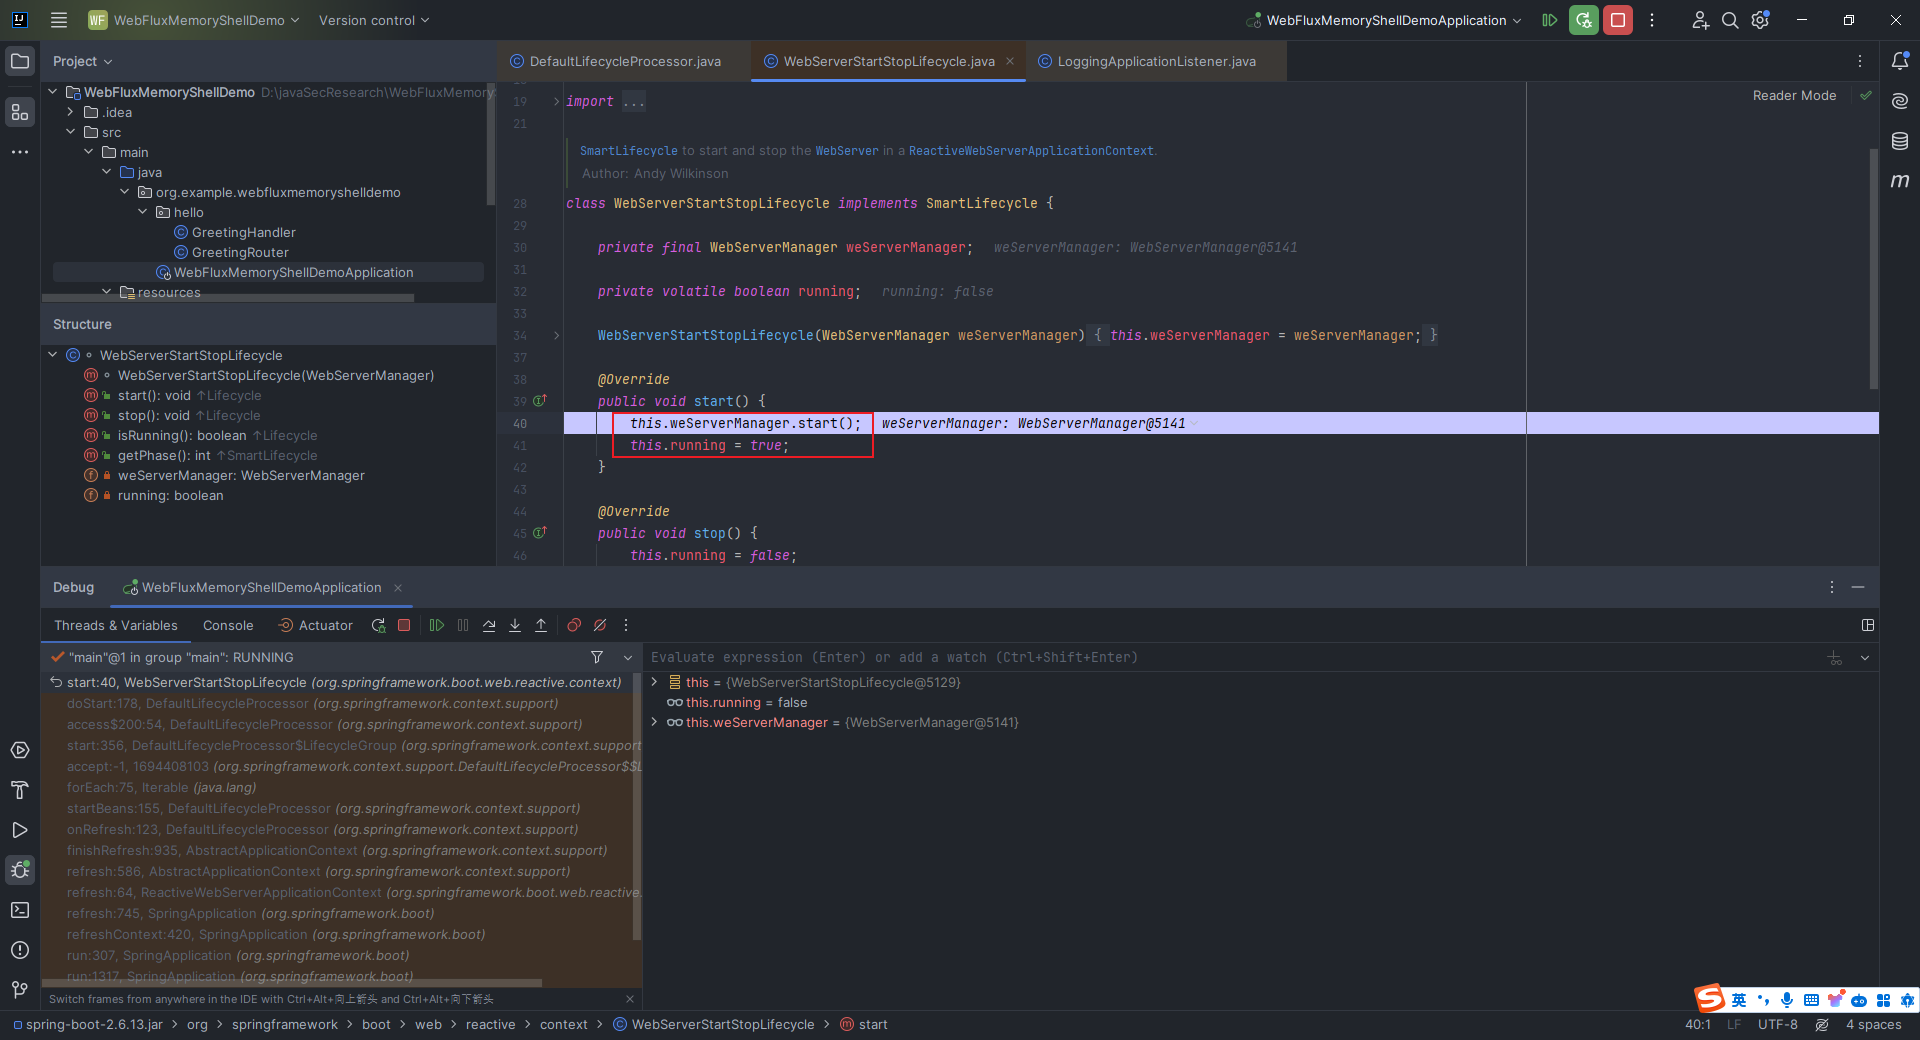 WF WebFluxMemoryShellDemo Version control
WebFluxMemoryShellDemoApplication
Project
WebFluxMemoryShellDemo D:\javaSecResearch\WebFluxMemory
.idea
src
main
java
org.example.webfluxmemoryshelldemo
hello
GreetingHandler
GreetingRouter
WebFluxMemoryShellDemoApplication
resources
Structure
WebServerStartStopLifecycle
WebServerStartStopLifecycle(WebServerManager)
start(): void ↑Lifecycle
stop(): void ↑Lifecycle
isRunning(): boolean ↑Lifecycle
getPhase(): int ↑SmartLifecycle
weServerManager: WebServerManager
running: boolean
DefaultLifecycleProcessor.java WebServerStartStopLifecycle.java LoggingApplicationListener.java
Reader Mode
19 import ...
21
SmartLifecycle to start and stop the WebServer in a ReactiveWebServerApplicationContext.
Author: Andy Wilkinson
28 class WebServerStartStopLifecycle implements SmartLifecycle {
29
30 private final WebServerManager weServerManager; weServerManager: WebServerManager@5141
31
32 private volatile boolean running; running: false
33
34 WebServerStartStopLifecycle(WebServerManager weServerManager) { this.weServerManager = weServerManager; }
37
38 @Override
39 public void start() {
40 this.weServerManager.start(); weServerManager: WebServerManager@5141
41 this.running = true;
42 }
43
44 @Override
45 public void stop() {
46 this.running = false;
Debug WebFluxMemoryShellDemoApplication
Threads & Variables Console Actuator
"main"@1 in group "main": RUNNING
start:40, WebServerStartStopLifecycle (org.springframework.boot.web.reactive.context)
doStart:178, DefaultLifecycleProcessor (org.springframework.context.support)
access$200:54, DefaultLifecycleProcessor (org.springframework.context.support)
start:356, DefaultLifecycleProcessor$LifecycleGroup (org.springframework.context.support
accept:-1, 1694408103 (org.springframework.context.support.DefaultLifecycleProcessor$$L
forEach:75, Iterable (java.lang)
startBeans:155, DefaultLifecycleProcessor (org.springframework.context.support)
onRefresh:123, DefaultLifecycleProcessor (org.springframework.context.support)
finishRefresh:935, AbstractApplicationContext (org.springframework.context.support)
refresh:586, AbstractApplicationContext (org.springframework.context.support)
refresh:64, ReactiveWebServerApplicationContext (org.springframework.boot.web.reactive.
refresh:745, SpringApplication (org.springframework.boot)
refreshContext:420, SpringApplication (org.springframework.boot)
run:307, SpringApplication (org.springframework.boot)
run:1317, SpringApplication (org.springframework.boot)
Switch frames from anywhere in the IDE with Ctrl+Alt+向上箭头 and Ctrl+Alt+向下箭头
Evaluate expression (Enter) or add a watch (Ctrl+Shift+Enter)
this = {WebServerStartStopLifecycle@5129}
this.running = false
this.weServerManager = {WebServerManager@5141}
英
spring-boot-2.6.13.jar org springframework boot web reactive context WebServerStartStopLifecycle start
40:1 LF UTF-8 4 spaces